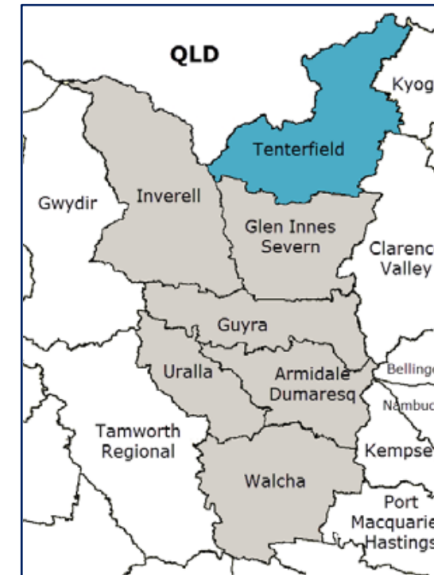 QLD
Kyog
Tenterfield
Inverell
Gwydir
Glen Innes
Severn
Clarenc
Valley
Guyra
Uralla
Armidale
Dumaresq
Bellinge
Nambuc
Tamworth
Regional
Kempse
Walcha
Port
Macquarie
Hastings